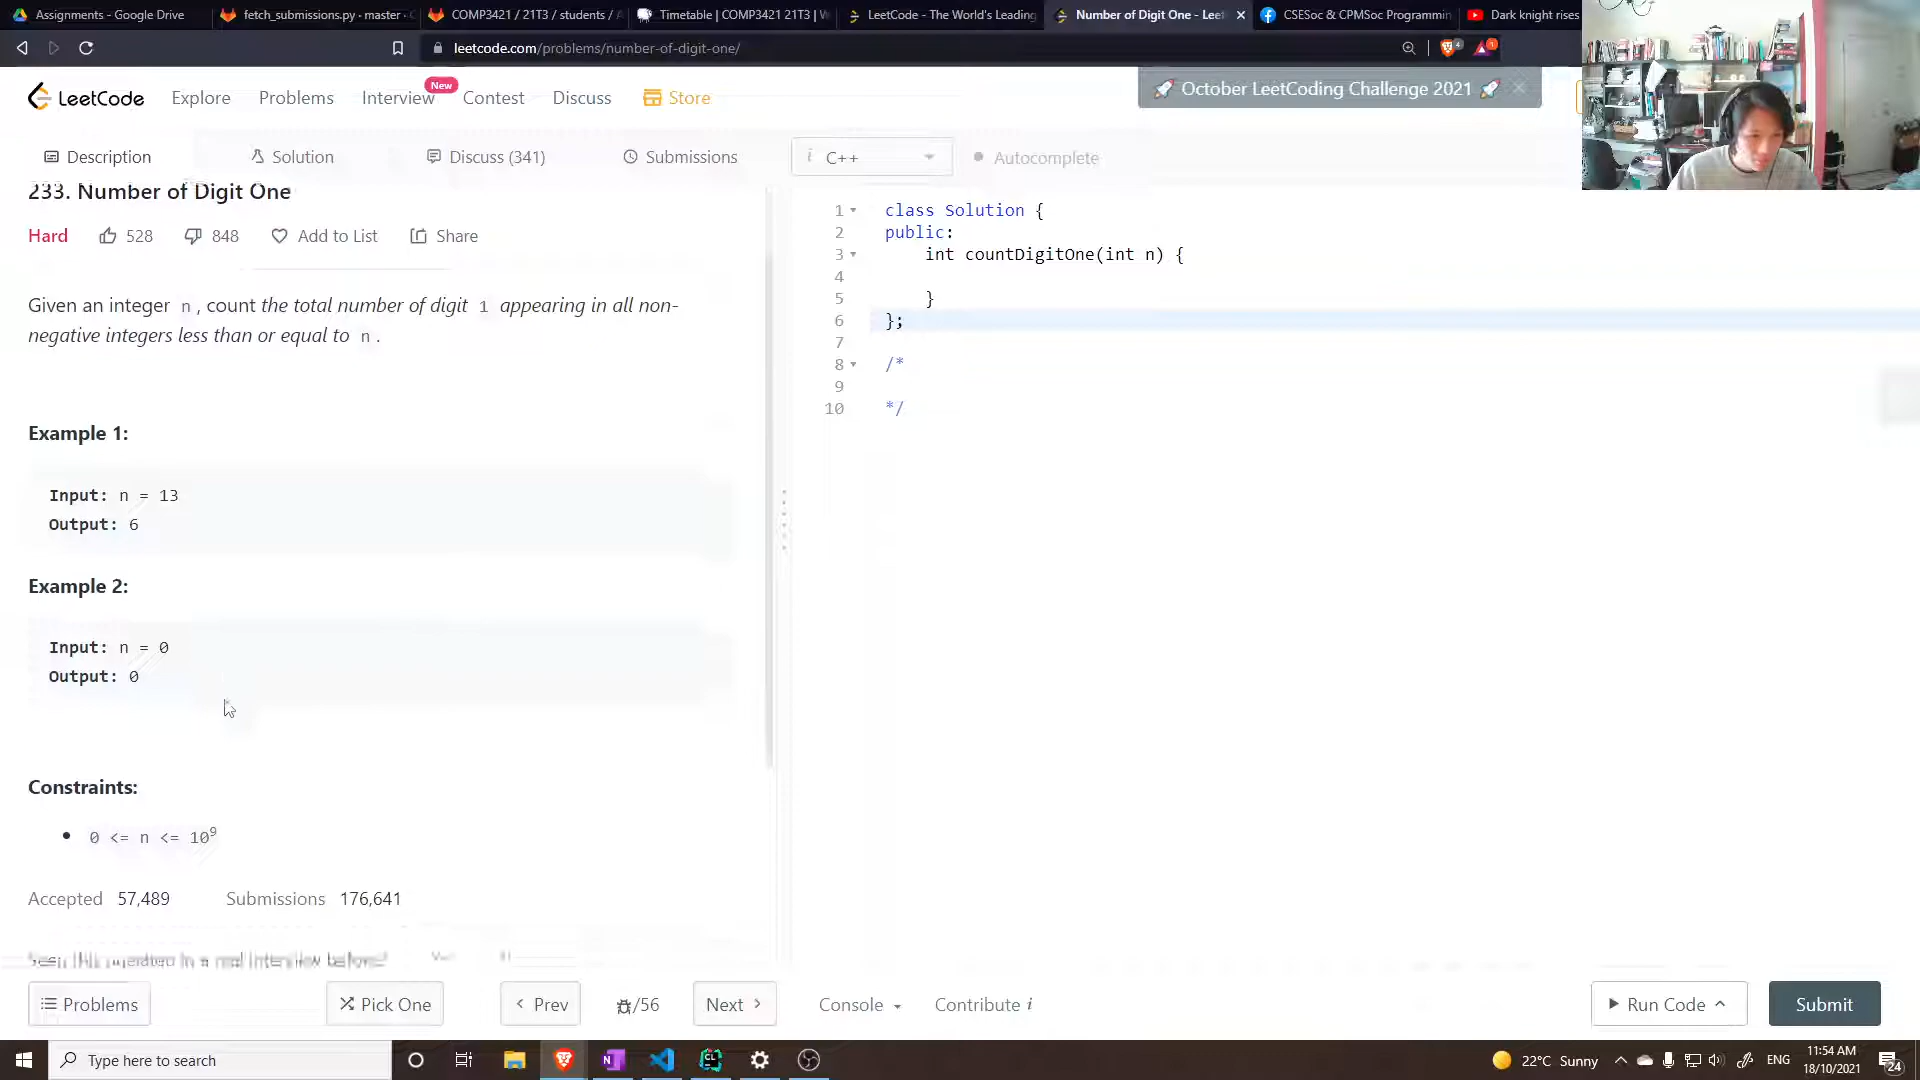 Assignments - Google Drive
fetch_submissions.py · master ·
COMP3421 / 21T3 / students /
Timetable | COMP3421 21T3 |
LeetCode - The World's Leading
Number of Digit One - Leet
CSESoc & CPMSoc Programmin
Dark knight rises
leetcode.com/problems/number-of-digit-one/
LeetCode
Explore
Problems
Interview
New
Contest
Discuss
Store
October LeetCoding Challenge 2021
Description
Solution
Discuss (341)
Submissions
i C++
Autocomplete
233. Number of Digit One
Hard 528 848 Add to List Share
Given an integer n, count the total number of digit 1 appearing in all non-
negative integers less than or equal to n.
Example 1:
Input: n = 13
Output: 6
Example 2:
Input: n = 0
Output: 0
Constraints:
0 <= n <= 10⁹
Accepted 57,489 Submissions 176,641
1 class Solution {
2 public:
3 int countDigitOne(int n) {
4
5 }
6 };
7
8 /*
9
10 */
Problems
Pick One
Prev
/56
Next
Console
Contribute i
Run Code
Submit
Type here to search
22°C Sunny
ENG
11:54 AM
18/10/2021
24